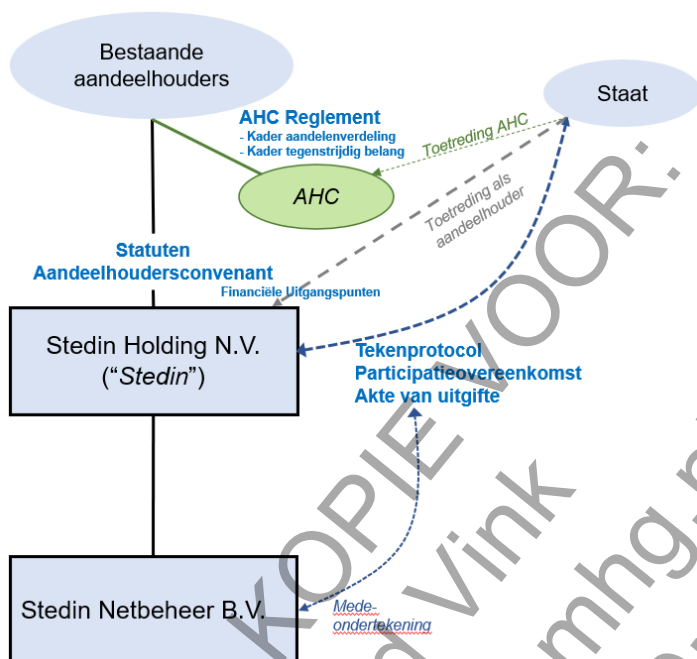 Bestaande
aandeelhouders
Staat
AHC Reglement
- Kader aandelenverdeling
- Kader tegenstrijdig belang
Toetreding AHC
AHC
Toetreding als
aandeelhouder
Statuten
Aandeelhoudersconvenant
Financiële Uitgangspunten
Stedin Holding N.V.
(“Stedin”)
Tekenprotocol
Participatieovereenkomst
Akte van uitgifte
Stedin Netbeheer B.V.
Mede-
ondertekening
KOPIE VOOR:
Vink